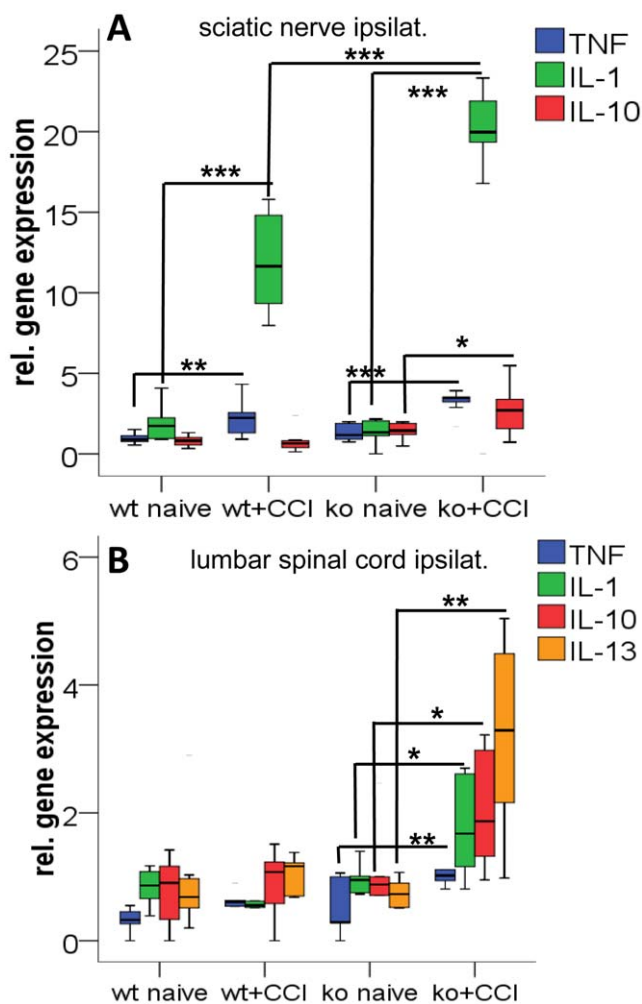 A
sciatic nerve ipsilat.
TNF
IL-1
IL-10
rel. gene expression
25
20
15
10
5
0
***
***
***
**
***
*
wt naive wt+CCI ko naive ko+CCI
B
lumbar spinal cord ipsilat.
TNF
IL-1
IL-10
IL-13
rel. gene expression
6
4
2
0
**
*
*
**
wt naive wt+CCI ko naive ko+CCI